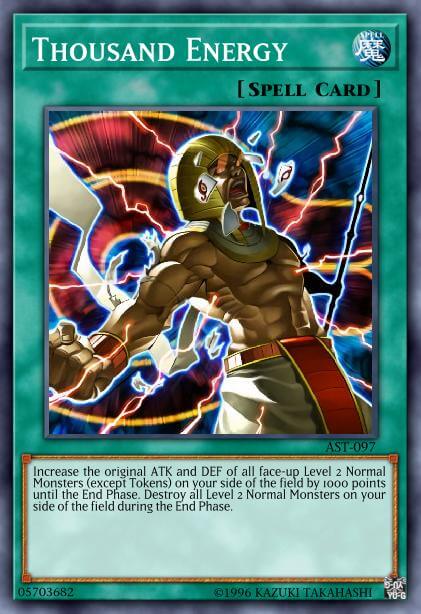 THOUSAND ENERGY
SPELL
魔
[SPELL CARD]
AST-097
Increase the original ATK and DEF of all face-up Level 2 Normal
Monsters (except Tokens) on your side of the field by 1000 points
until the End Phase. Destroy all Level 2 Normal Monsters on your
side of the field during the End Phase.
05703682
©1996 KAZUKI TAKAHASHI